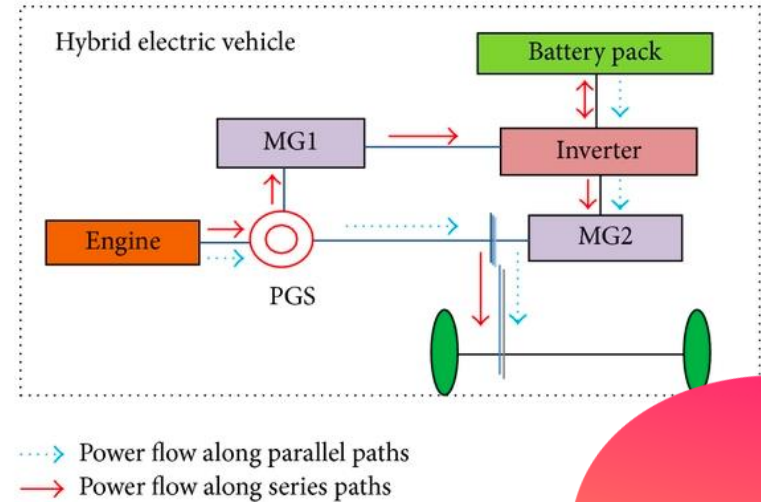 Hybrid electric vehicle
Battery pack
MG1
Inverter
Engine
MG2
PGS
Power flow along parallel paths
Power flow along series paths